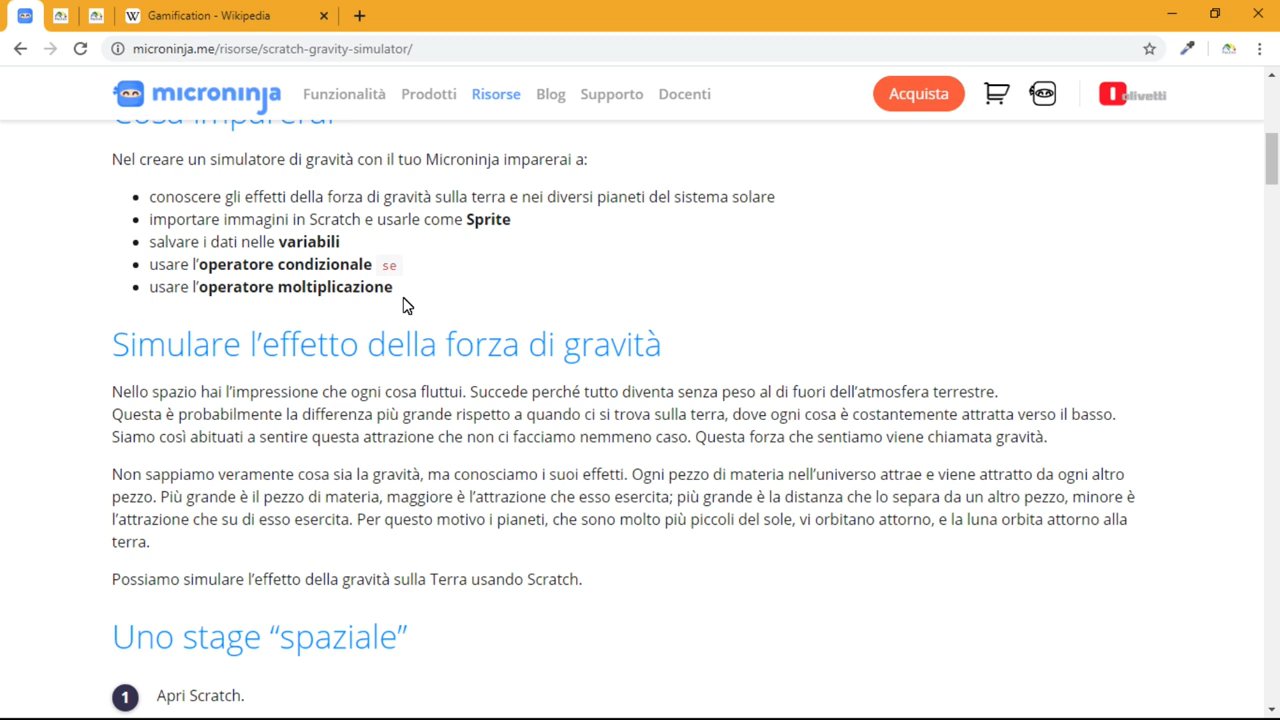 Gamification - Wikipedia
microninja.me/risorse/scratch-gravity-simulator/
microninja Funzionalità Prodotti Risorse Blog Supporto Docenti Acquista olivetti
Cosa imparerai
Nel creare un simulatore di gravità con il tuo Microninja imparerai a:
conoscere gli effetti della forza di gravità sulla terra e nei diversi pianeti del sistema solare
importare immagini in Scratch e usarle come Sprite
salvare i dati nelle variabili
usare l'operatore condizionale se
usare l'operatore moltiplicazione
Simulare l'effetto della forza di gravità
Nello spazio hai l'impressione che ogni cosa fluttui. Succede perché tutto diventa senza peso al di fuori dell'atmosfera terrestre.
Questa è probabilmente la differenza più grande rispetto a quando ci si trova sulla terra, dove ogni cosa è costantemente attratta verso il basso.
Siamo così abituati a sentire questa attrazione che non ci facciamo nemmeno caso. Questa forza che sentiamo viene chiamata gravità.
Non sappiamo veramente cosa sia la gravità, ma conosciamo i suoi effetti. Ogni pezzo di materia nell'universo attrae e viene attratto da ogni altro
pezzo. Più grande è il pezzo di materia, maggiore è l'attrazione che esso esercita; più grande è la distanza che lo separa da un altro pezzo, minore è
l'attrazione che su di esso esercita. Per questo motivo i pianeti, che sono molto più piccoli del sole, vi orbitano attorno, e la luna orbita attorno alla
terra.
Possiamo simulare l'effetto della gravità sulla Terra usando Scratch.
Uno stage “spaziale”
1 Apri Scratch.